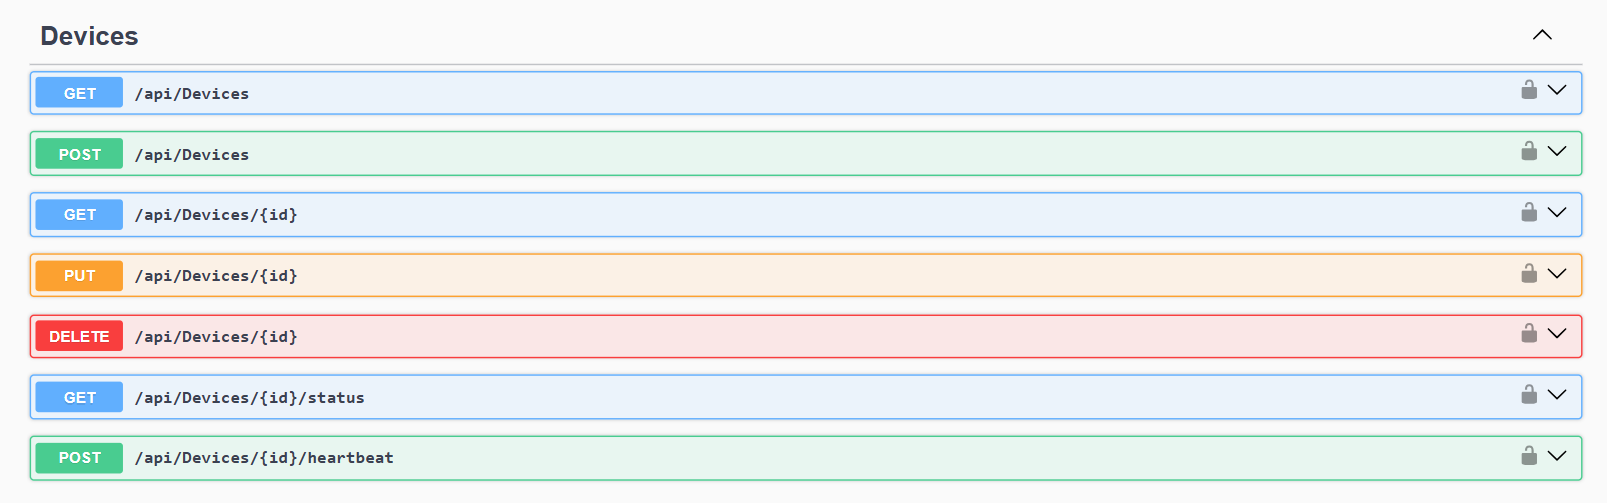 Devices
GET /api/Devices
POST /api/Devices
GET /api/Devices/{id}
PUT /api/Devices/{id}
DELETE /api/Devices/{id}
GET /api/Devices/{id}/status
POST /api/Devices/{id}/heartbeat